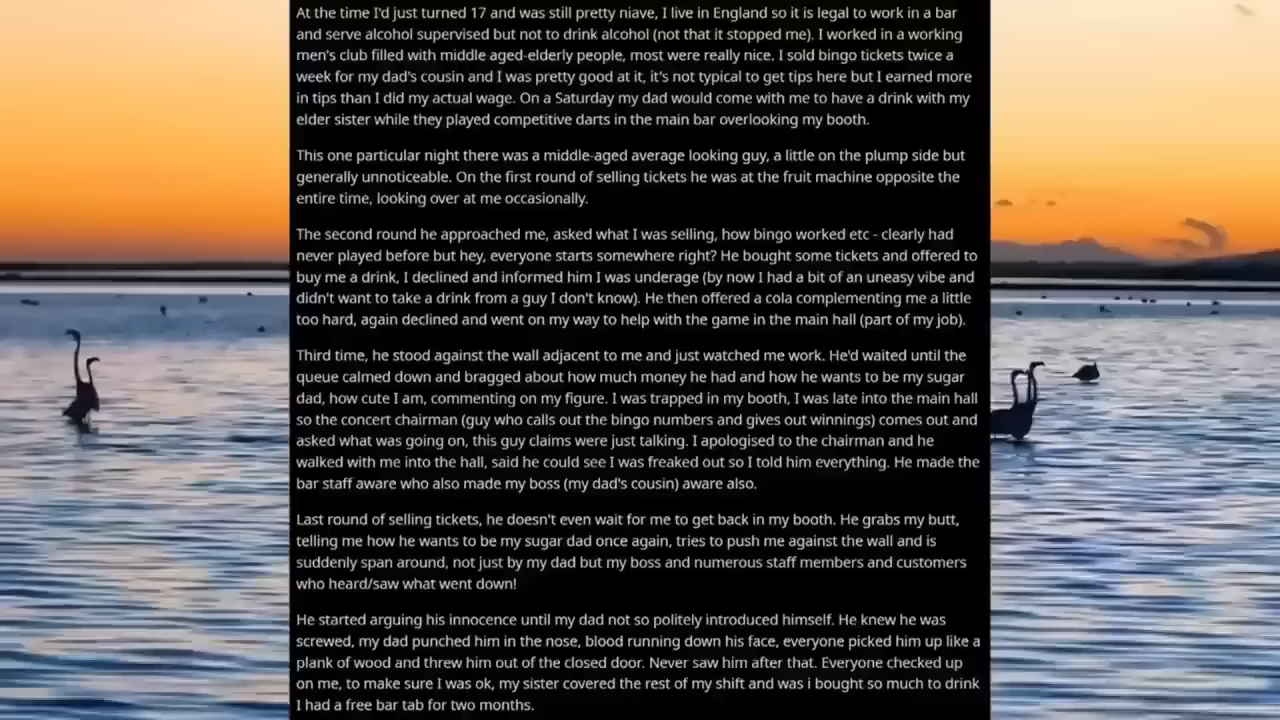 At the time I'd just turned 17 and was still pretty niave, I live in England so it is legal to work in a bar
and serve alcohol supervised but not to drink alcohol (not that it stopped me). I worked in a working
men's club filled with middle aged-elderly people, most were really nice. I sold bingo tickets twice a
week for my dad's cousin and I was pretty good at it, it's not typical to get tips here but I earned more
in tips than I did my actual wage. On a Saturday my dad would come with me to have a drink with my
elder sister while they played competitive darts in the main bar overlooking my booth.
This one particular night there was a middle-aged average looking guy, a little on the plump side but
generally unnoticeable. On the first round of selling tickets he was at the fruit machine opposite the
entire time, looking over at me occasionally.
The second round he approached me, asked what I was selling, how bingo worked etc - clearly had
never played before but hey, everyone starts somewhere right? He bought some tickets and offered to
buy me a drink, I declined and informed him I was underage (by now I had a bit of an uneasy vibe and
didn't want to take a drink from a guy I don't know). He then offered a cola complementing me a little
too hard, again declined and went on my way to help with the game in the main hall (part of my job).
Third time, he stood against the wall adjacent to me and just watched me work. He'd waited until the
queue calmed down and bragged about how much money he had and how he wants to be my sugar
dad, how cute I am, commenting on my figure. I was trapped in my booth, I was late into the main hall
so the concert chairman (guy who calls out the bingo numbers and gives out winnings) comes out and
asked what was going on, this guy claims were just talking. I apologised to the chairman and he
walked with me into the hall, said he could see I was freaked out so I told him everything. He made the
bar staff aware who also made my boss (my dad's cousin) aware also.
Last round of selling tickets, he doesn't even wait for me to get back in my booth. He grabs my butt,
telling me how he wants to be my sugar dad once again, tries to push me against the wall and is
suddenly span around, not just by my dad but my boss and numerous staff members and customers
who heard/saw what went down!
He started arguing his innocence until my dad not so politely introduced himself. He knew he was
screwed, my dad punched him in the nose, blood running down his face, everyone picked him up like a
plank of wood and threw him out of the closed door. Never saw him after that. Everyone checked up
on me, to make sure I was ok, my sister covered the rest of my shift and was i bought so much to drink
I had a free bar tab for two months.